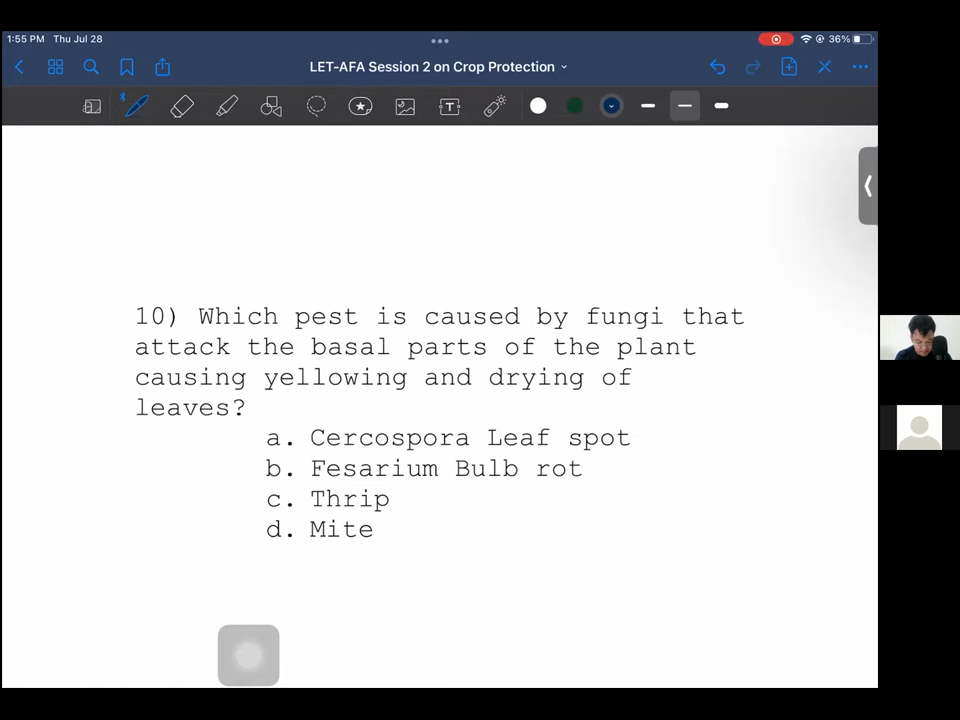 1:55 PM Thu Jul 28
36%
LET-AFA Session 2 on Crop Protection
T
10) Which pest is caused by fungi that
attack the basal parts of the plant
causing yellowing and drying of
leaves?
a. Cercospora Leaf spot
b. Fesarium Bulb rot
c. Thrip
d. Mite